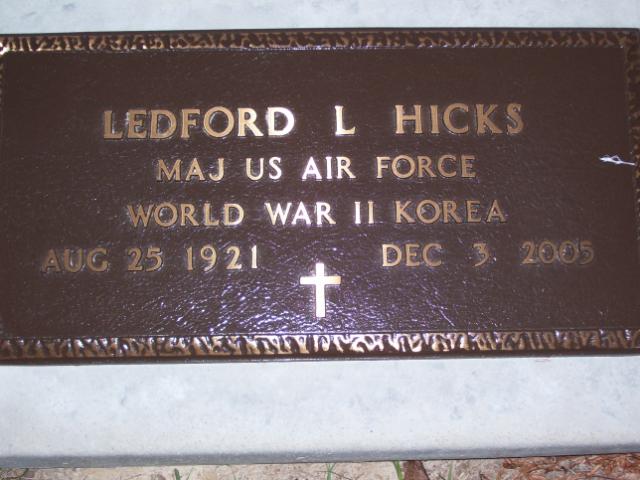 LEDFORD L HICKS
MAJ US AIR FORCE
WORLD WAR II KOREA
AUG 25 1921 DEC 3 2005